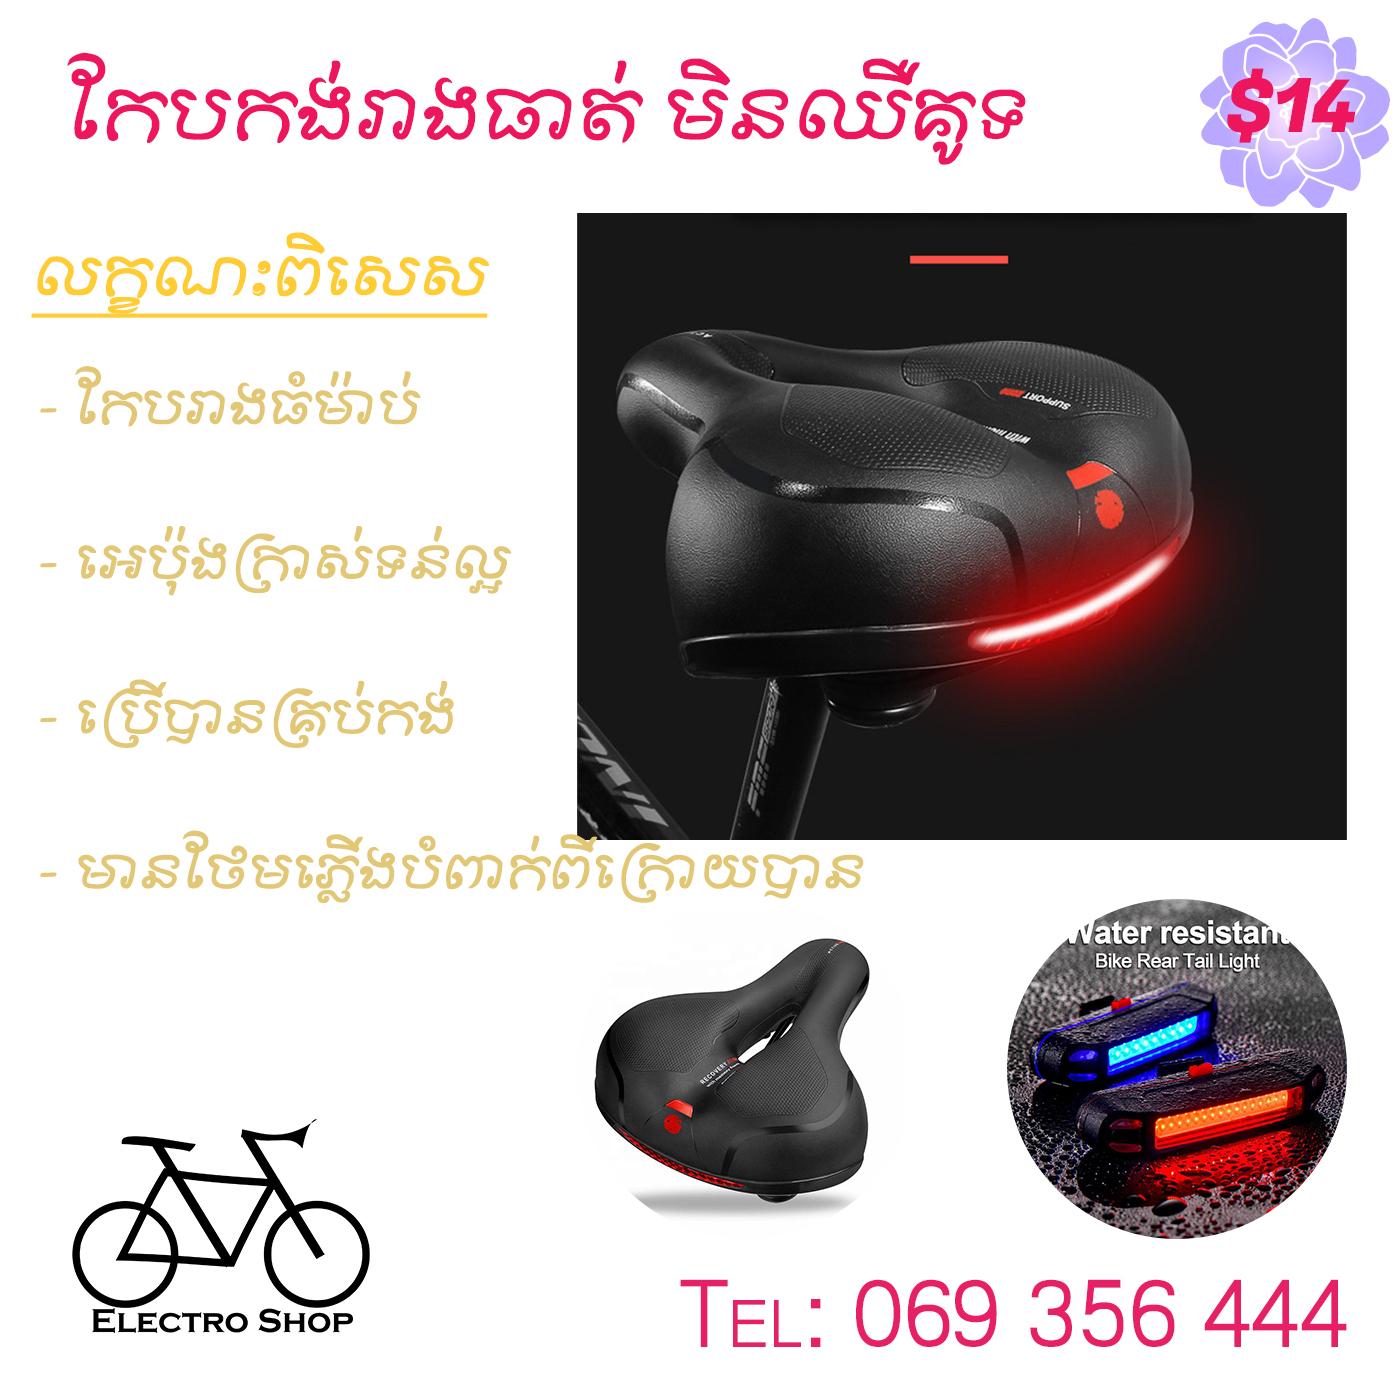 កែបកង់រាងធាត់ មិនឈឺគូទ
$14
លក្ខណៈពិសេស
- កែបរាងធំម៉ាប់
- អេប៉ុងក្រាស់ទន់ល្អ
- ប្រើបានគ្រប់កង់
- មានថែមភ្លើងបំពាក់ពីក្រោយបាន
SUPPORT
RECOVERY
Water resistant
Bike Rear Tail Light
ELECTRO SHOP
TEL: 069 356 444